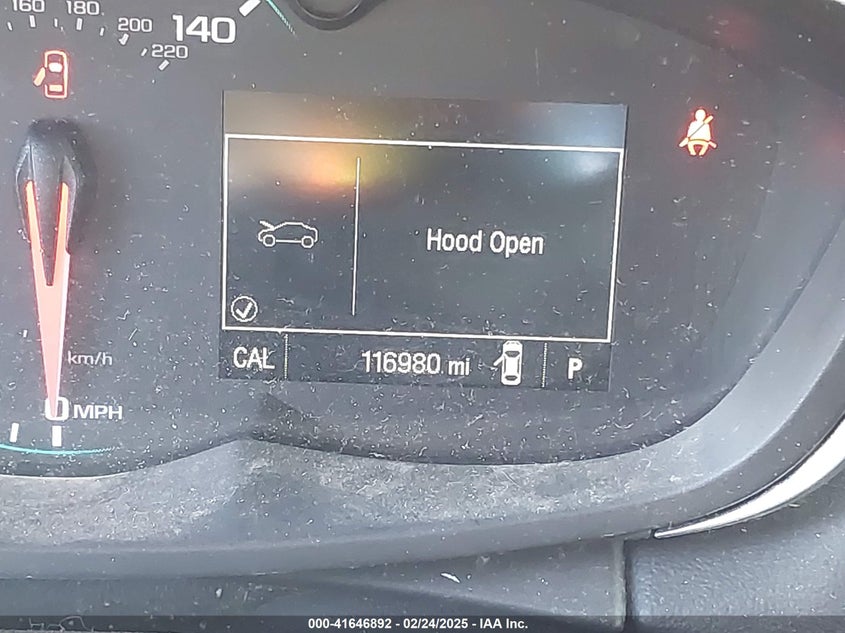 160 180
200 140
220
Hood Open
km/h
CAL 116980 mi P
0 MPH
000-41646892 - 02/24/2025 - IAA Inc.